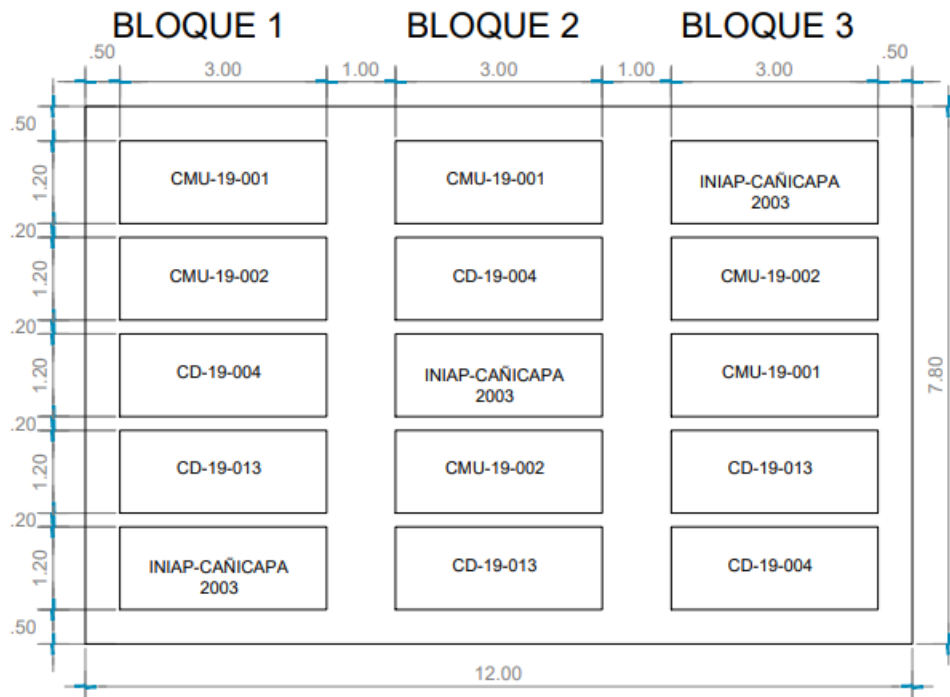 BLOQUE 1 BLOQUE 2 BLOQUE 3
.50 3.00 1.00 3.00 1.00 3.00 .50
.50
1.20 CMU-19-001 CMU-19-001 INIAP-CAÑICAPA
2003
.20
1.20 CMU-19-002 CD-19-004 CMU-19-002
.20
1.20 CD-19-004 INIAP-CAÑICAPA
2003 CMU-19-001
7.80
.20
1.20 CD-19-013 CMU-19-002 CD-19-013
.20
1.20 INIAP-CAÑICAPA
2003 CD-19-013 CD-19-004
.50
12.00